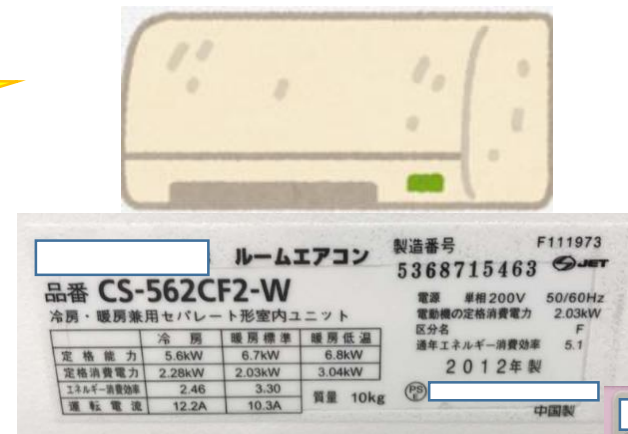 ルームエアコン
製造番号 F111973
5368715463 JET
品番 CS-562CF2-W
冷房・暖房兼用セパレート形室内ユニット
電源 単相200V 50/60Hz
電動機の定格消費電力 2.03kW
区分名 F
通年エネルギー消費効率 5.1
2012年製
冷房 暖房標準 暖房低温
定格能力 5.6kW 6.7kW 6.8kW
定格消費電力 2.28kW 2.03kW 3.04kW
エネルギー消費効率 2.46 3.30
運転電流 12.2A 10.3A
質量 10kg
PS
E
中国製